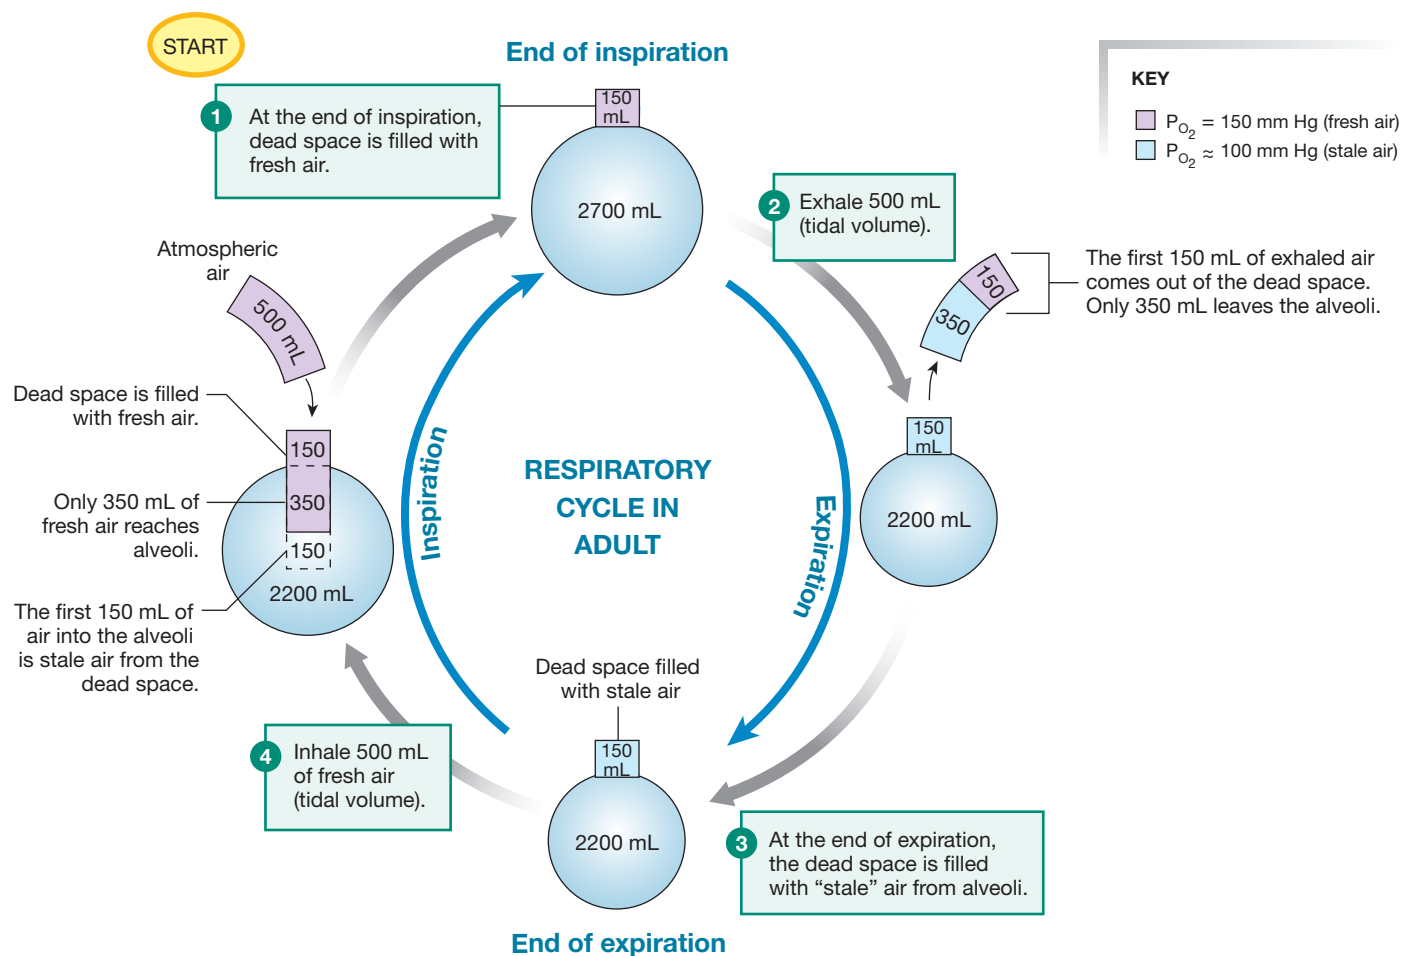 START
End of inspiration
1
At the end of inspiration,
dead space is filled with
fresh air.
150
mL
2700 mL
KEY
PO2 = 150 mm Hg (fresh air)
PO2 ≈ 100 mm Hg (stale air)
2
Exhale 500 mL
(tidal volume).
150
350
The first 150 mL of exhaled air
comes out of the dead space.
Only 350 mL leaves the alveoli.
150
mL
2200 mL
Atmospheric
air
500 mL
Dead space is filled
with fresh air.
150
Only 350 mL of
fresh air reaches
alveoli.
350
150
2200 mL
The first 150 mL of
air into the alveoli
is stale air from the
dead space.
Inspiration
RESPIRATORY
CYCLE IN
ADULT
Expiration
Dead space filled
with stale air
150
mL
2200 mL
4
Inhale 500 mL
of fresh air
(tidal volume).
3
At the end of expiration,
the dead space is filled
with “stale” air from alveoli.
End of expiration